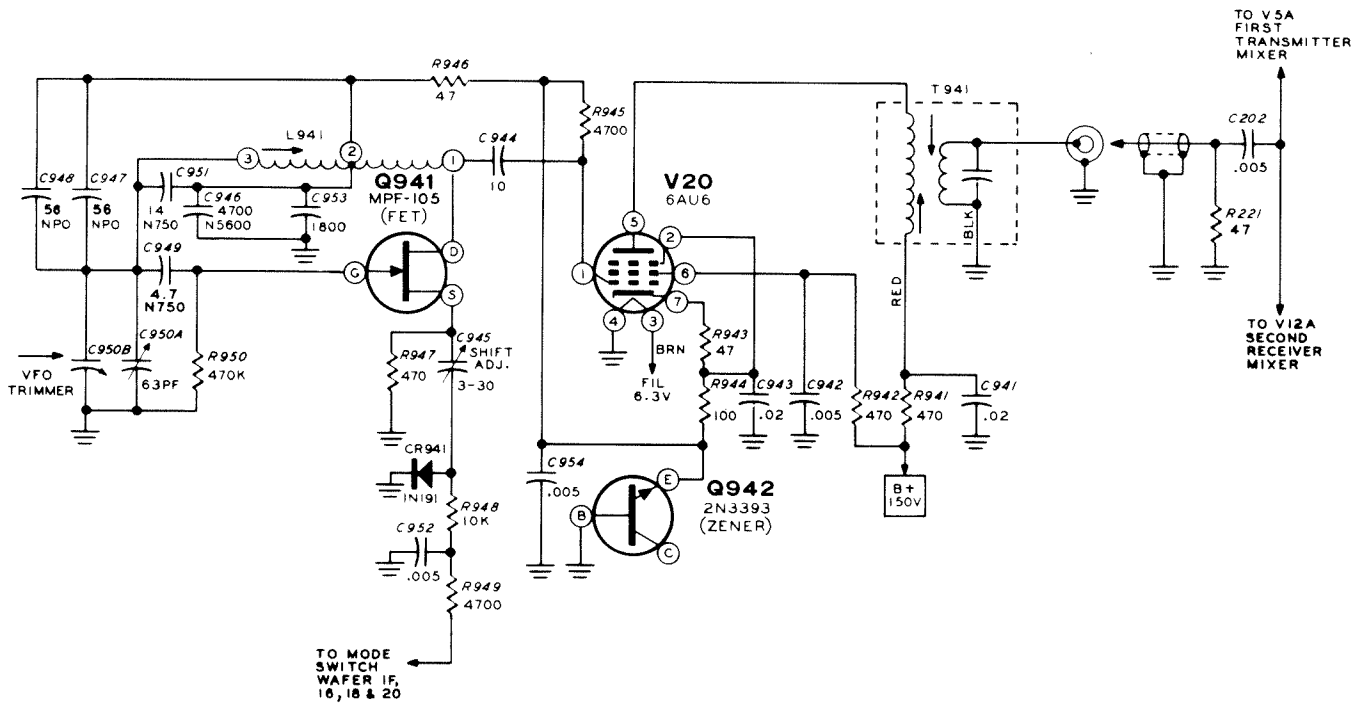 TO V5A
FIRST
TRANSMITTER
MIXER
R946
47
T941
R945
4700
C202
.005
L941
3
2
1
C944
10
C948
56
NPO
C947
56
NPO
C951
14
N750
C946
4700
N5600
C953
1800
Q941
MPF-105
(FET)
V20
6AU6
5
2
1
6
7
4
3
R221
47
BLK
C949
4.7
N750
G
D
S
RED
TO V12A
SECOND
RECEIVER
MIXER
VFO
TRIMMER
C950B
C950A
63PF
R950
470K
R947
470
C945
SHIFT
ADJ.
3-30
BRN
FIL
6.3V
R943
47
R944
100
C943
.02
C942
.005
R942
470
R941
470
C941
.02
CR941
1N191
C954
.005
E
B
C
Q942
2N3393
(ZENER)
B+
150V
R948
10K
C952
.005
R949
4700
TO MODE
SWITCH
WAFER 1F,
16, 18 & 20